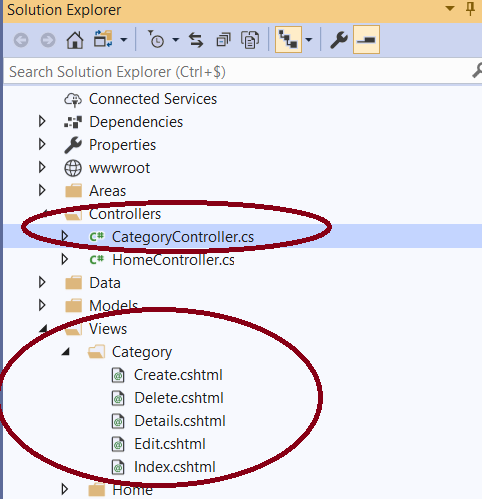 Solution Explorer
Search Solution Explorer (Ctrl+$)
Connected Services
Dependencies
Properties
wwwroot
Areas
Controllers
C# CategoryController.cs
C# HomeController.cs
Data
Models
Views
Category
@ Create.cshtml
@ Delete.cshtml
@ Details.cshtml
@ Edit.cshtml
@ Index.cshtml
Home